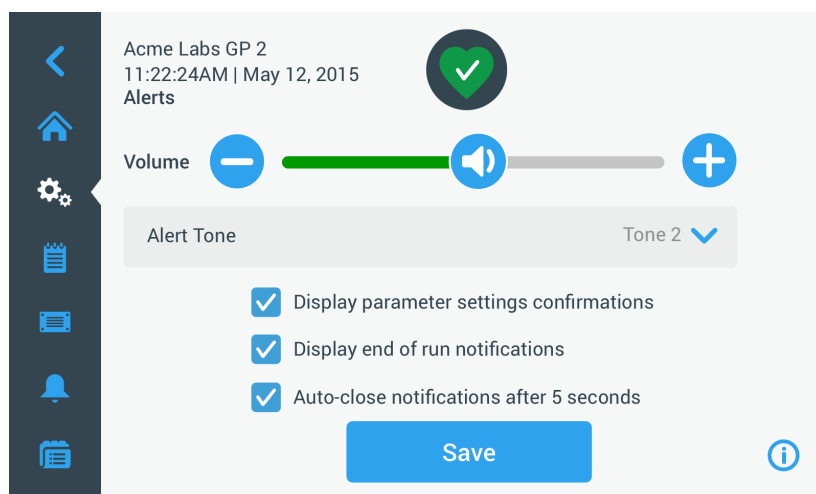 Acme Labs GP 2
11:22:24AM | May 12, 2015
Alerts
Volume
Alert Tone Tone 2
Display parameter settings confirmations
Display end of run notifications
Auto-close notifications after 5 seconds
Save